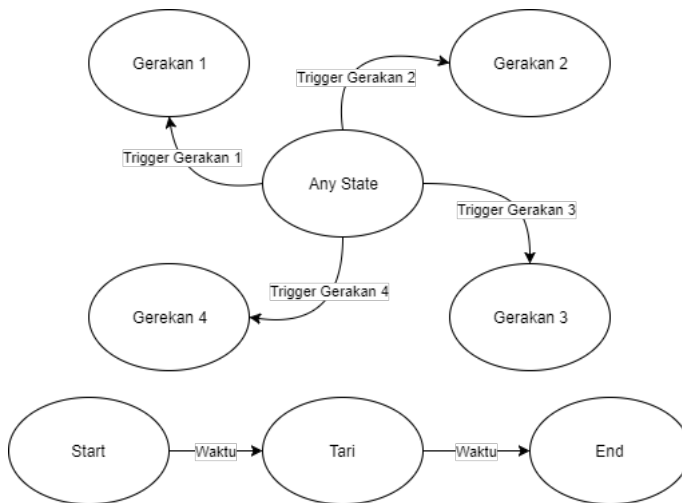 Gerakan 1
Gerakan 2
Trigger Gerakan 2
Trigger Gerakan 1
Any State
Trigger Gerakan 3
Trigger Gerakan 4
Gerekan 4
Gerakan 3
Start
Waktu
Tari
Waktu
End